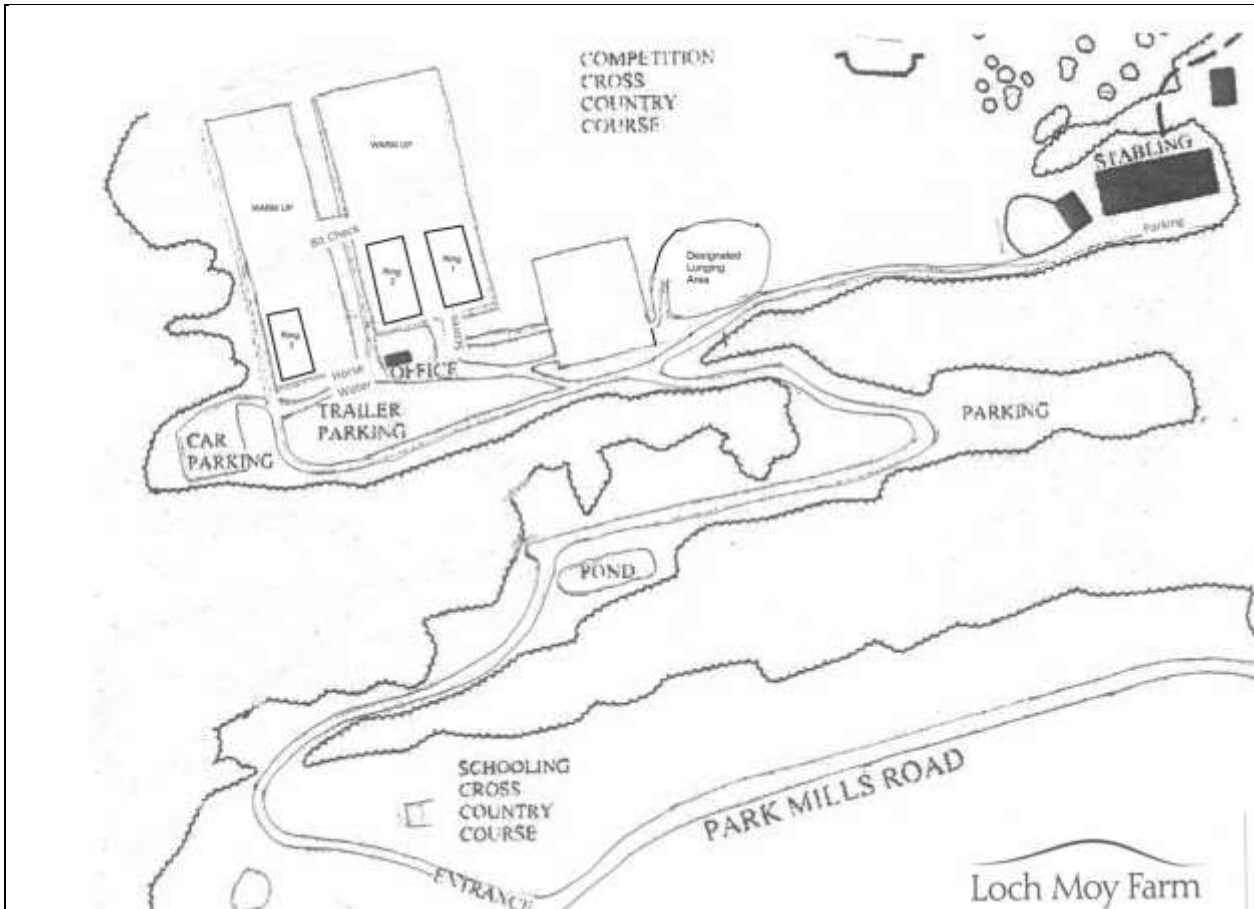 COMPETITION
CROSS
COUNTRY
COURSE
WARM UP
WARM UP
STABLING
Parking
Bit Check
Designated
Lunging
Area
Ring
1
Ring
2
Ring
3
OFFICE
Horse
Water
TRAILER
PARKING
CAR
PARKING
PARKING
POND
SCHOOLING
CROSS
COUNTRY
COURSE
PARK MILLS ROAD
ENTRANCE
Loch Moy Farm